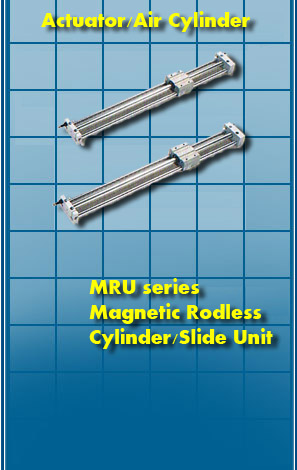 Actuator/Air Cylinder
MRU series
Magnetic Rodless
Cylinder/Slide Unit